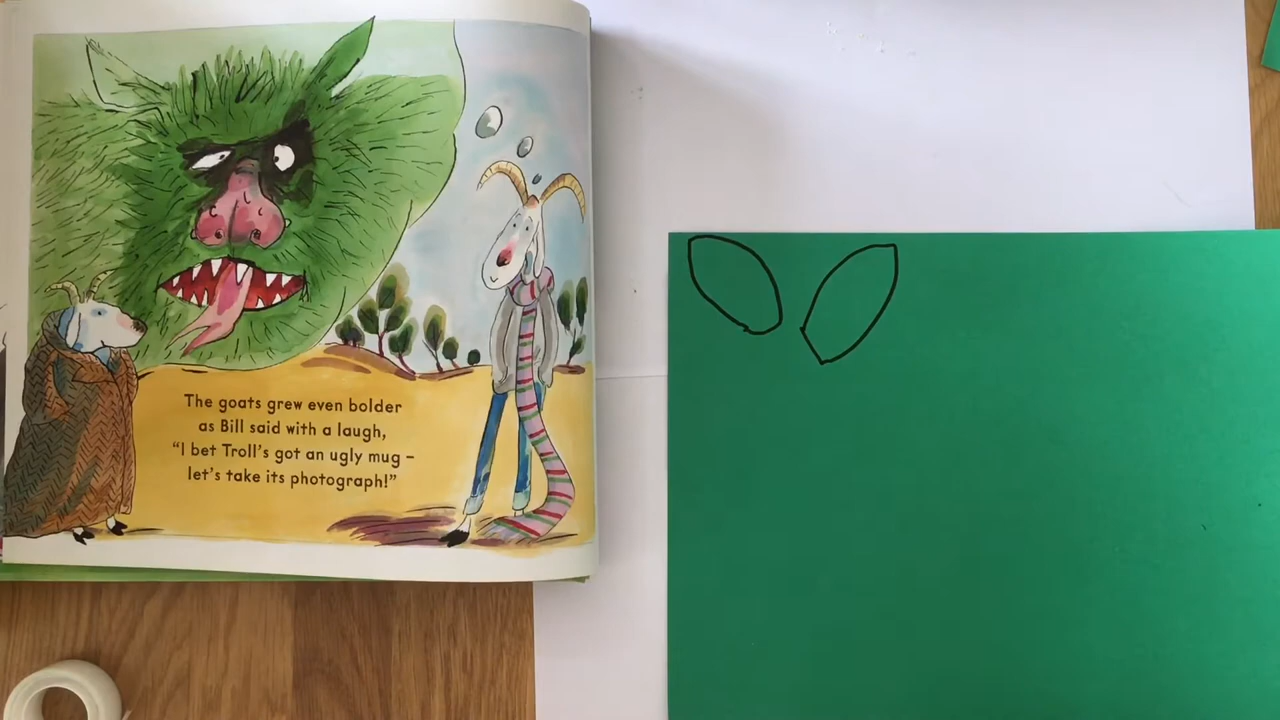 The goats grew even bolder
as Bill said with a laugh,
“I bet Troll’s got an ugly mug –
let’s take its photograph!”